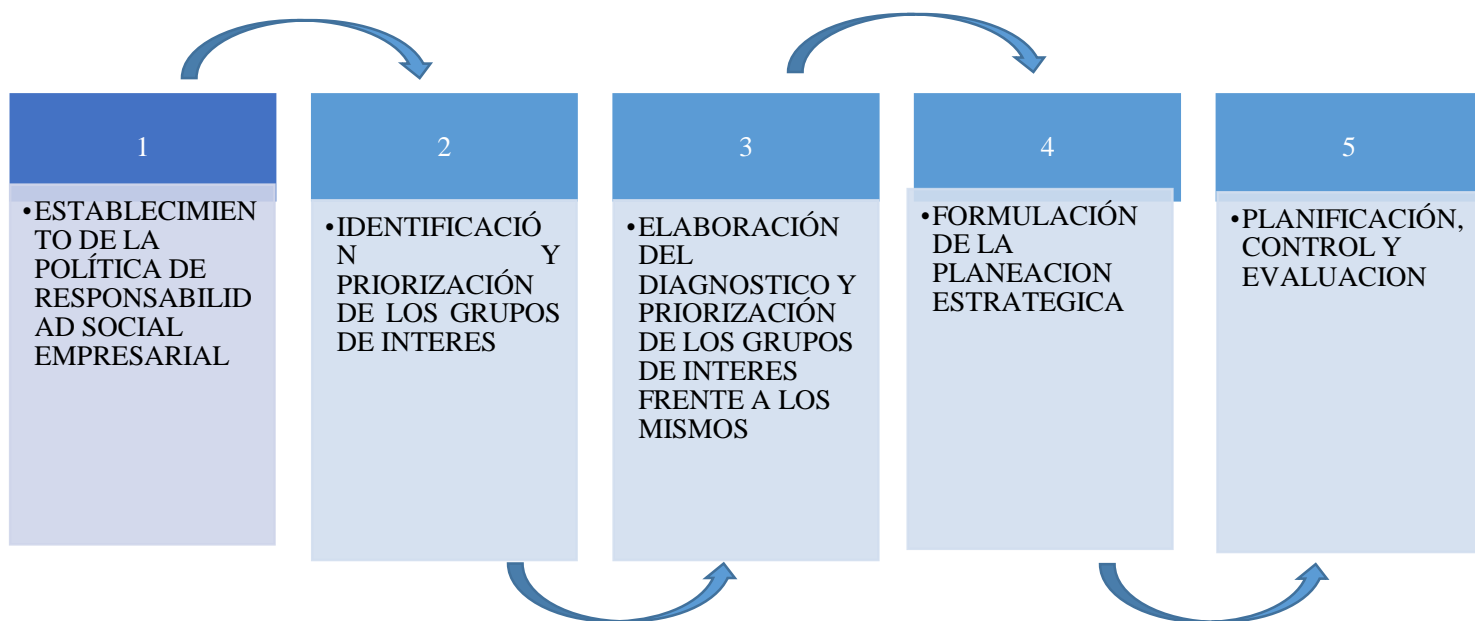 1
•ESTABLECIMIEN
TO DE LA
POLÍTICA DE
RESPONSABILID
AD SOCIAL
EMPRESARIAL
2
•IDENTIFICACIÓ
N Y
PRIORIZACIÓN
DE LOS GRUPOS
DE INTERES
3
•ELABORACIÓN
DEL
DIAGNOSTICO Y
PRIORIZACIÓN
DE LOS GRUPOS
DE INTERES
FRENTE A LOS
MISMOS
4
•FORMULACIÓN
DE LA
PLANEACION
ESTRATEGICA
5
•PLANIFICACIÓN,
CONTROL Y
EVALUACION